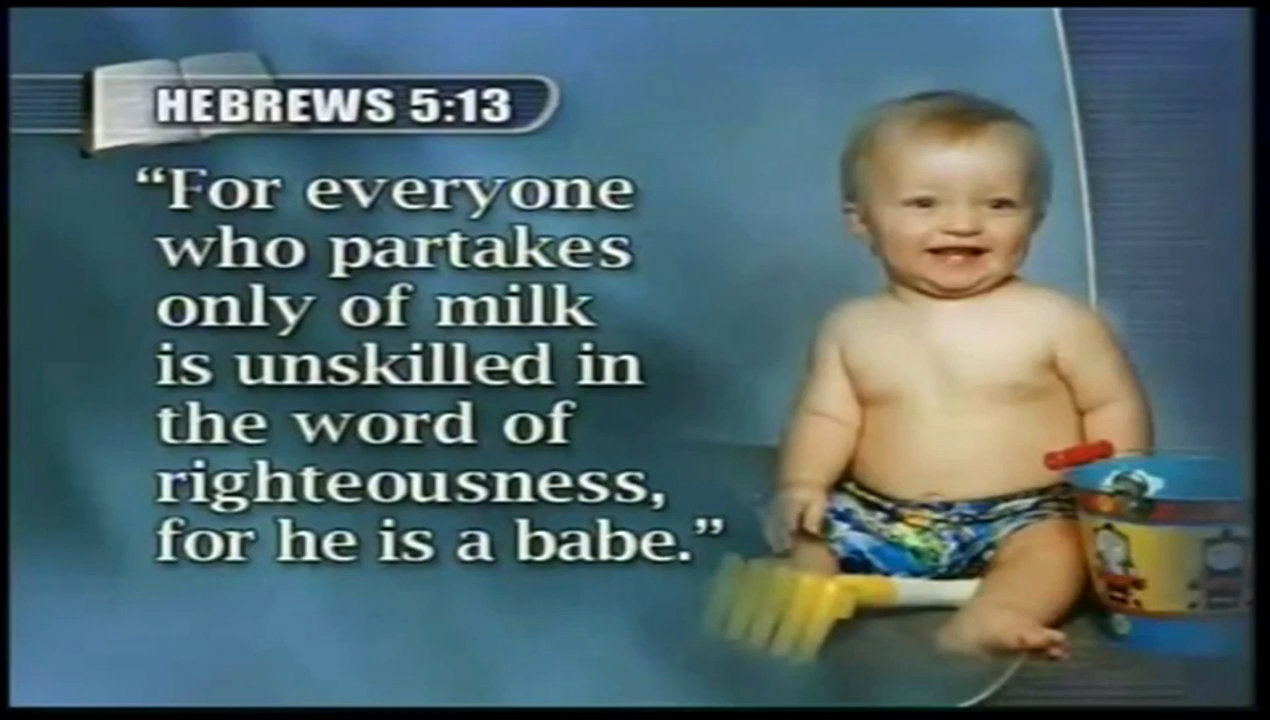 HEBREWS 5:13
“For everyone
who partakes
only of milk
is unskilled in
the word of
righteousness,
for he is a babe.”